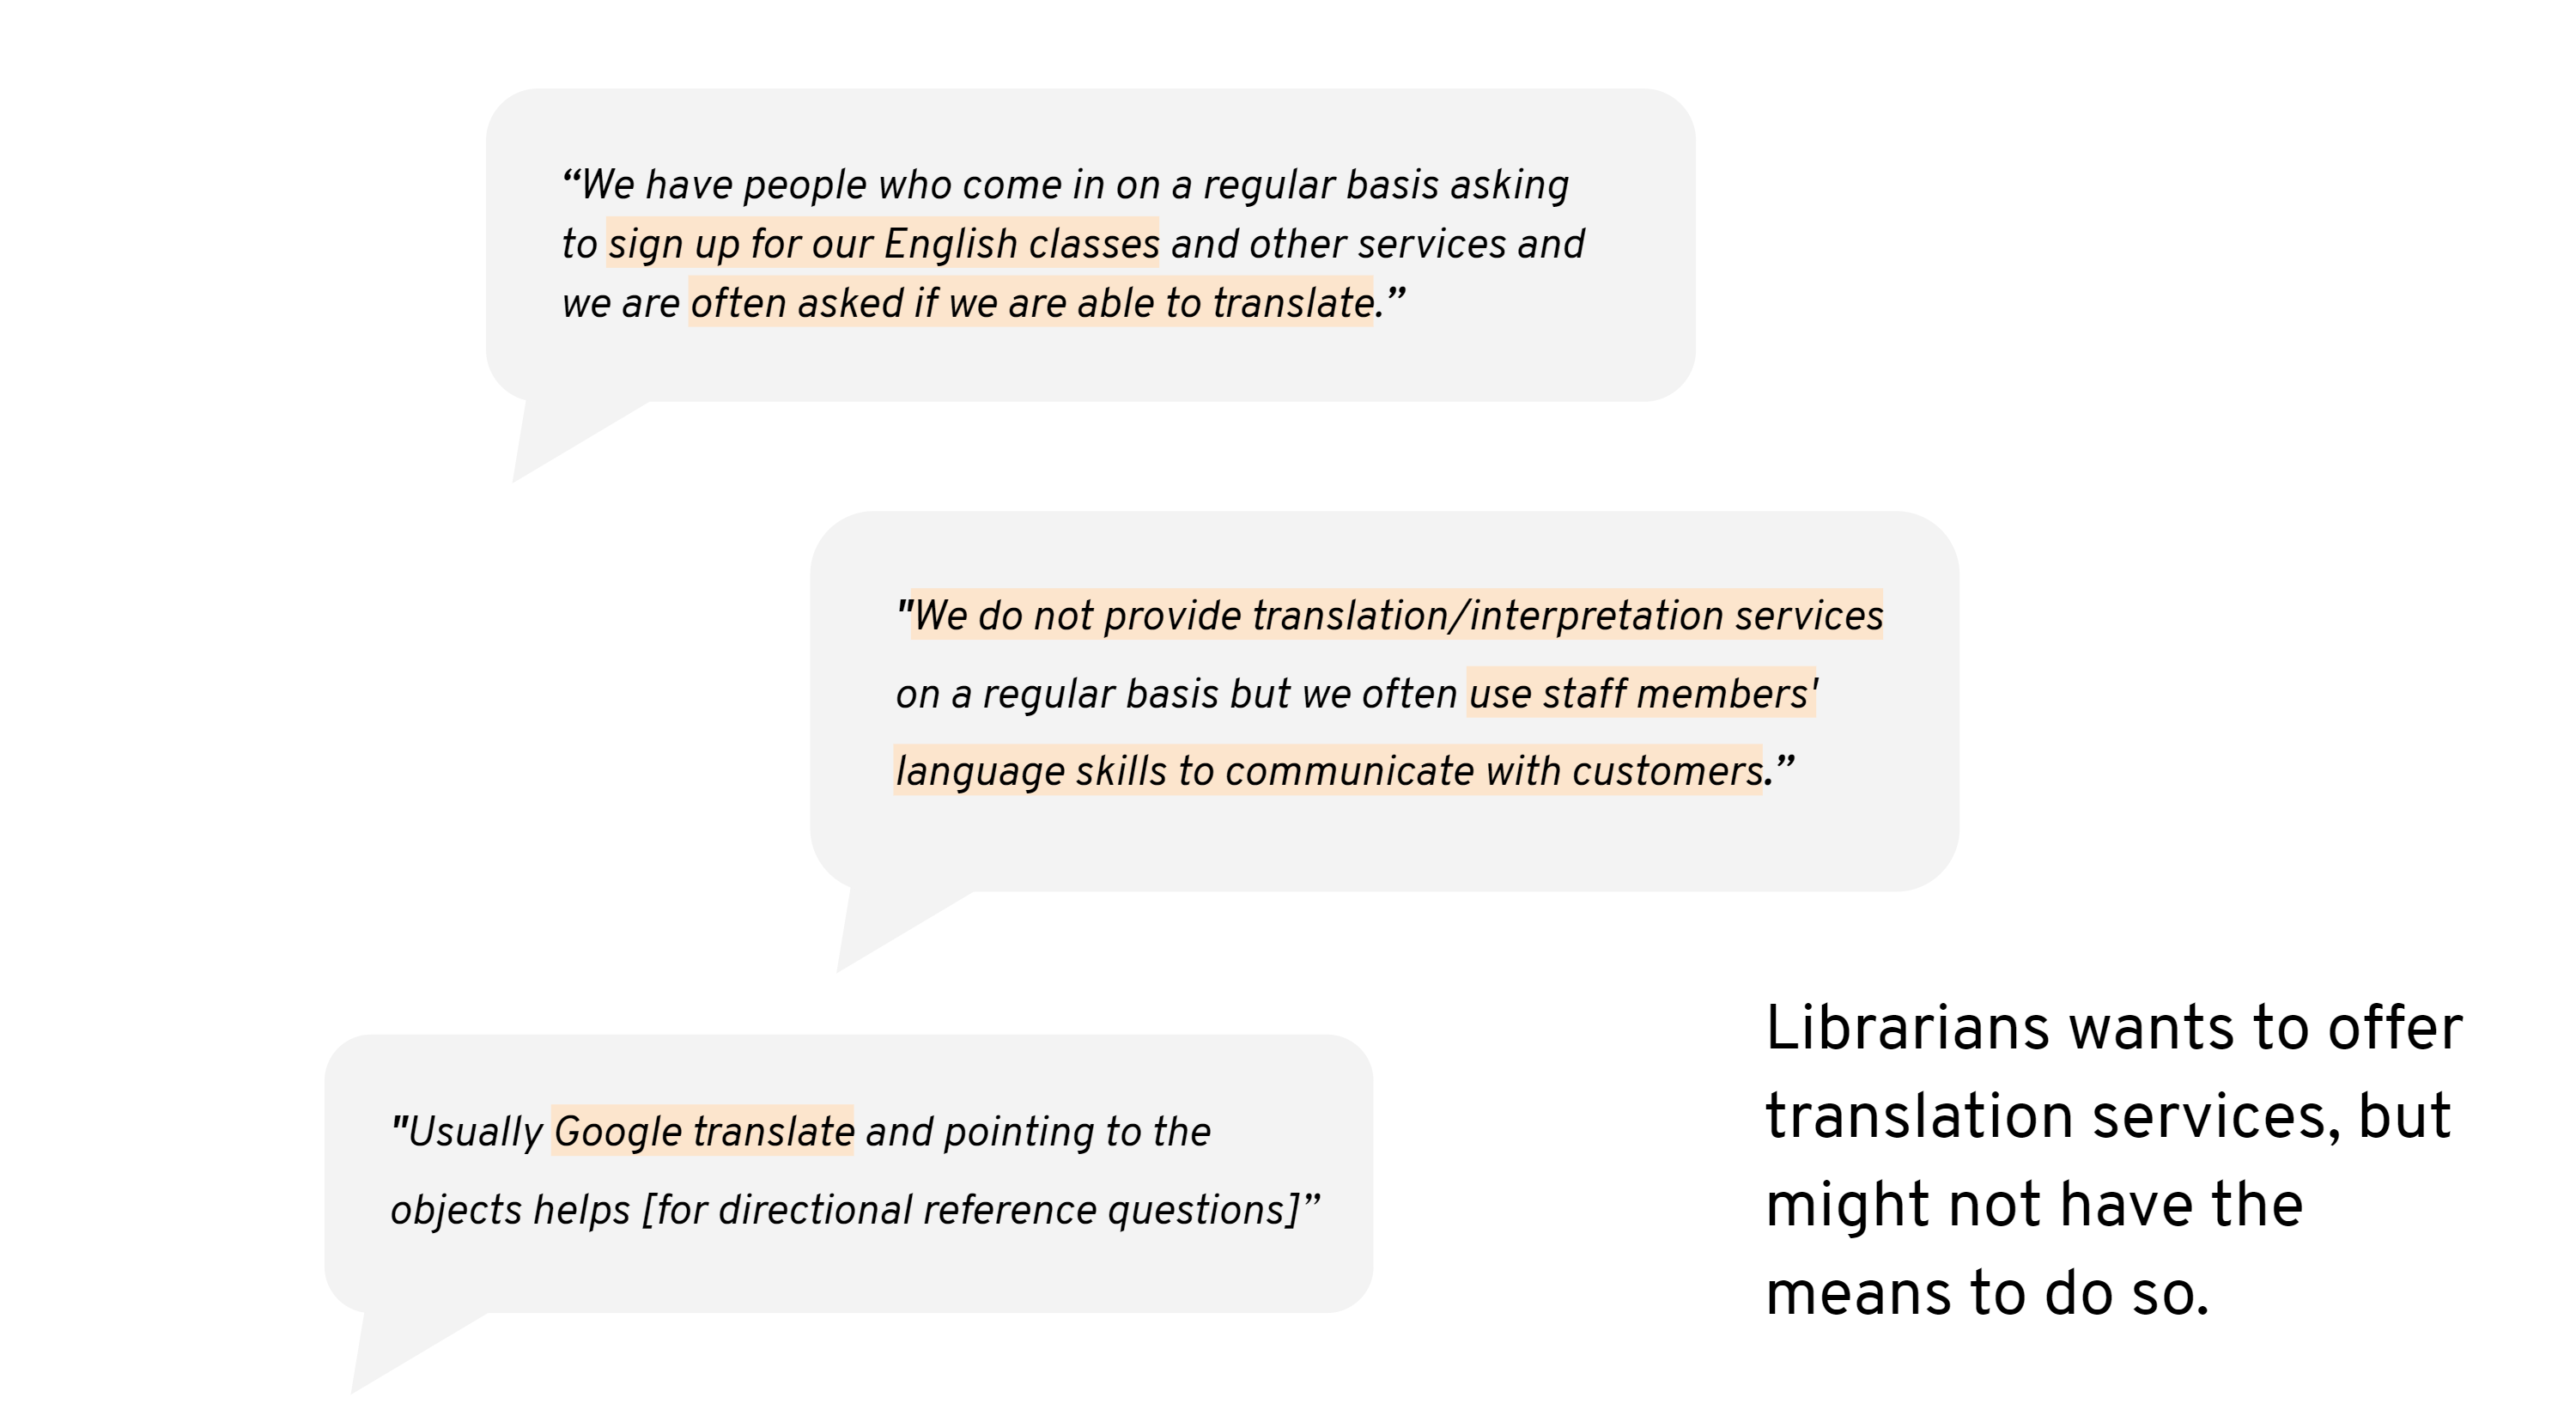 “We have people who come in on a regular basis asking
to sign up for our English classes and other services and
we are often asked if we are able to translate.”
"We do not provide translation/interpretation services
on a regular basis but we often use staff members'
language skills to communicate with customers.”
"Usually Google translate and pointing to the
objects helps [for directional reference questions]”
Librarians wants to offer
translation services, but
might not have the
means to do so.